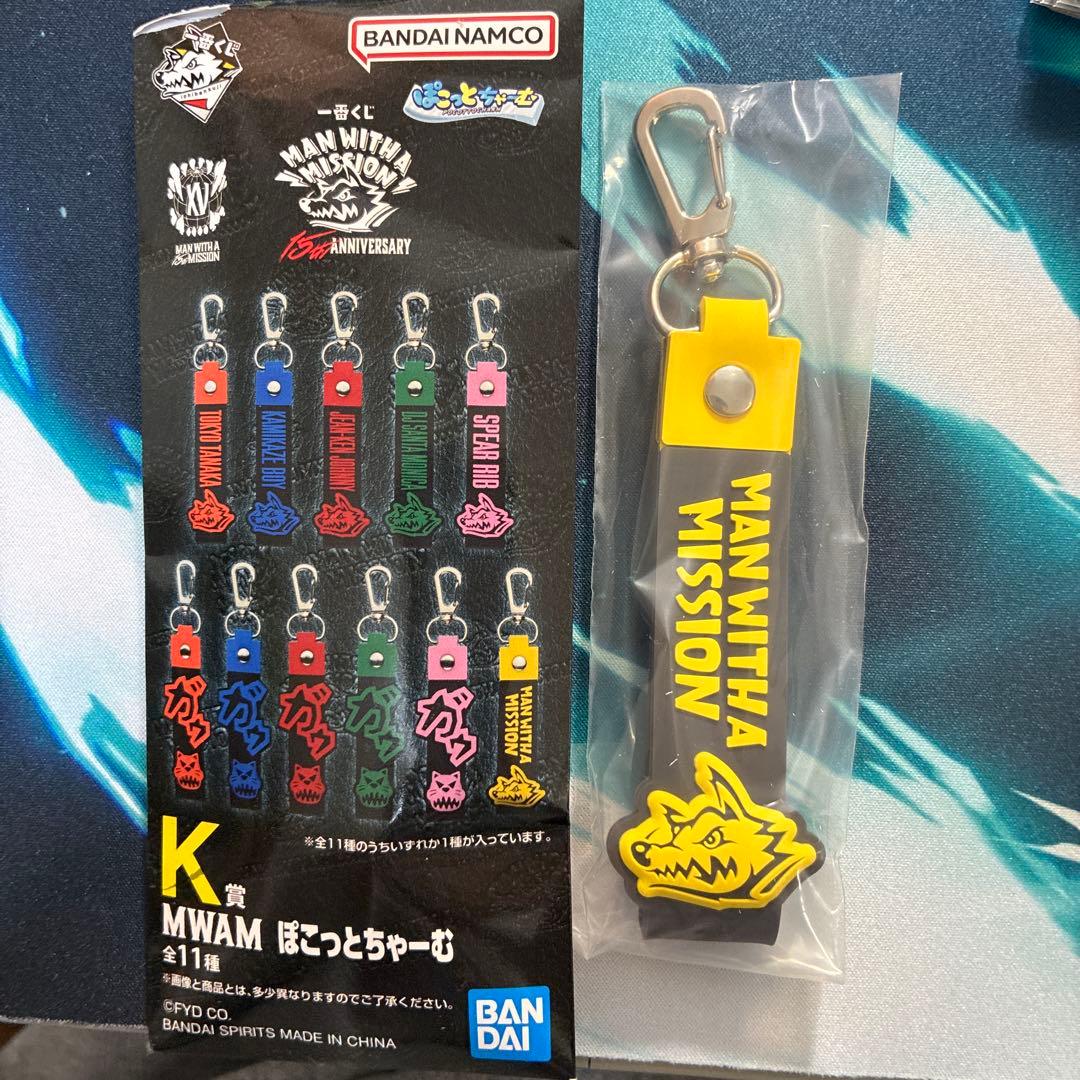 一番くじ
ichibankuji
BANDAI NAMCO
ぽこっとちゃーむ
POCOTTOCHARM
一番くじ
MAN WITH A
MISSION
15th ANNIVERSARY
XV
MAN WITH A
15th MISSION
TOKYO TANAKA
KAMIKAZE BOY
JEAN-KEN JOHNNY
DJ SANTA MONICA
SPEAR RIB
ガウ
ガウ
ガウ
ガウ
ガウ
MAN WITH A
MISSION
※全11種のうちいずれか1種が入っています。
K賞
MWAM ぽこっとちゃーむ
全11種
※画像と商品とは、多少異なりますのでご了承ください。
©FYD CO.
BANDAI SPIRITS MADE IN CHINA
BAN
DAI
MAN WITH A
MISSION